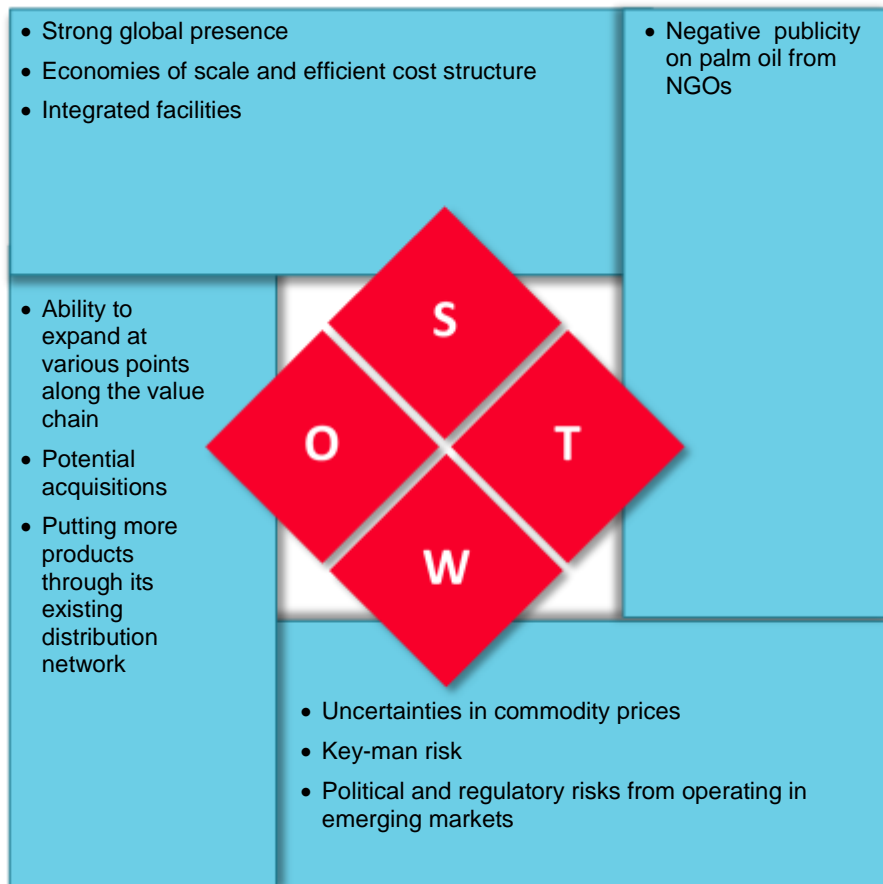 • Strong global presence
• Economies of scale and efficient cost structure
• Integrated facilities
• Negative publicity
on palm oil from
NGOs
• Ability to
expand at
various points
along the value
chain
• Potential
acquisitions
• Putting more
products
through its
existing
distribution
network
S
O
T
W
• Uncertainties in commodity prices
• Key-man risk
• Political and regulatory risks from operating in
emerging markets